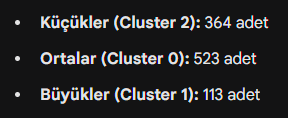 • Küçükler (Cluster 2): 364 adet
• Ortalar (Cluster 0): 523 adet
• Büyükler (Cluster 1): 113 adet